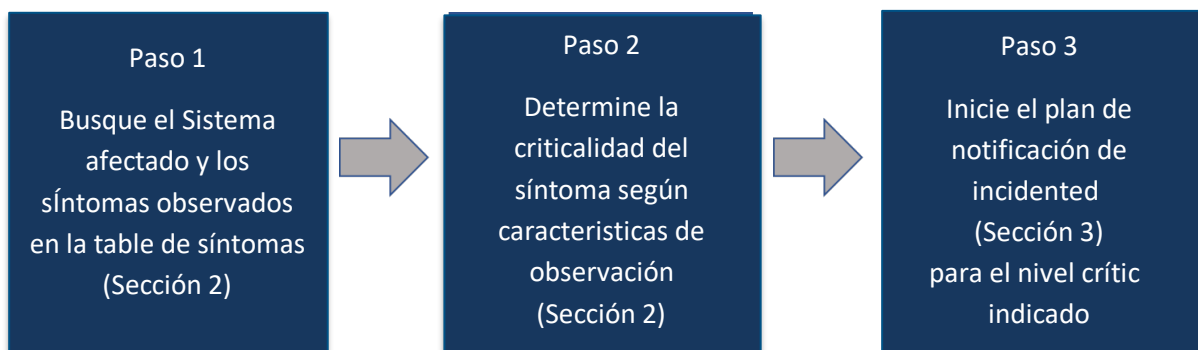 Paso 1
Busque el Sistema
afectado y los
sÍntomas observados
en la table de síntomas
(Sección 2)
Paso 2
Determine la
criticalidad del
síntoma según
caracteristicas de
observación
(Sección 2)
Paso 3
Inicie el plan de
notificación de
incidented
(Sección 3)
para el nivel crític
indicado